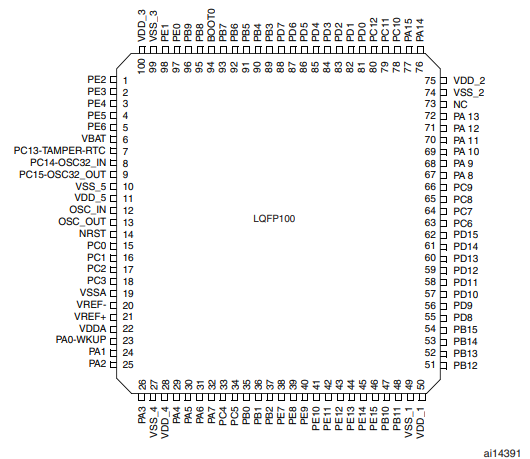 VDD_3 VSS_3 PE1 PE0 PB9 PB8 BOOT0 PB7 PB6 PB5 PB4 PB3 PD7 PD6 PD5 PD4 PD3 PD2 PD1 PD0 PC12 PC11 PC10 PA15 PA14
100 99 98 97 96 95 94 93 92 91 90 89 88 87 86 85 84 83 82 81 80 79 78 77 76
PE2 1 75 VDD_2
PE3 2 74 VSS_2
PE4 3 73 NC
PE5 4 72 PA 13
PE6 5 71 PA 12
VBAT 6 70 PA 11
PC13-TAMPER-RTC 7 69 PA 10
PC14-OSC32_IN 8 68 PA 9
PC15-OSC32_OUT 9 67 PA 8
VSS_5 10 66 PC9
VDD_5 11 65 PC8
OSC_IN 12 64 PC7
OSC_OUT 13 LQFP100 63 PC6
NRST 14 62 PD15
PC0 15 61 PD14
PC1 16 60 PD13
PC2 17 59 PD12
PC3 18 58 PD11
VSSA 19 57 PD10
VREF- 20 56 PD9
VREF+ 21 55 PD8
VDDA 22 54 PB15
PA0-WKUP 23 53 PB14
PA1 24 52 PB13
PA2 25 51 PB12
26 27 28 29 30 31 32 33 34 35 36 37 38 39 40 41 42 43 44 45 46 47 48 49 50
PA3 VSS_4 VDD_4 PA4 PA5 PA6 PA7 PC4 PC5 PB0 PB1 PB2 PE7 PE8 PE9 PE10 PE11 PE12 PE13 PE14 PE15 PB10 PB11 VSS_1 VDD_1
ai14391